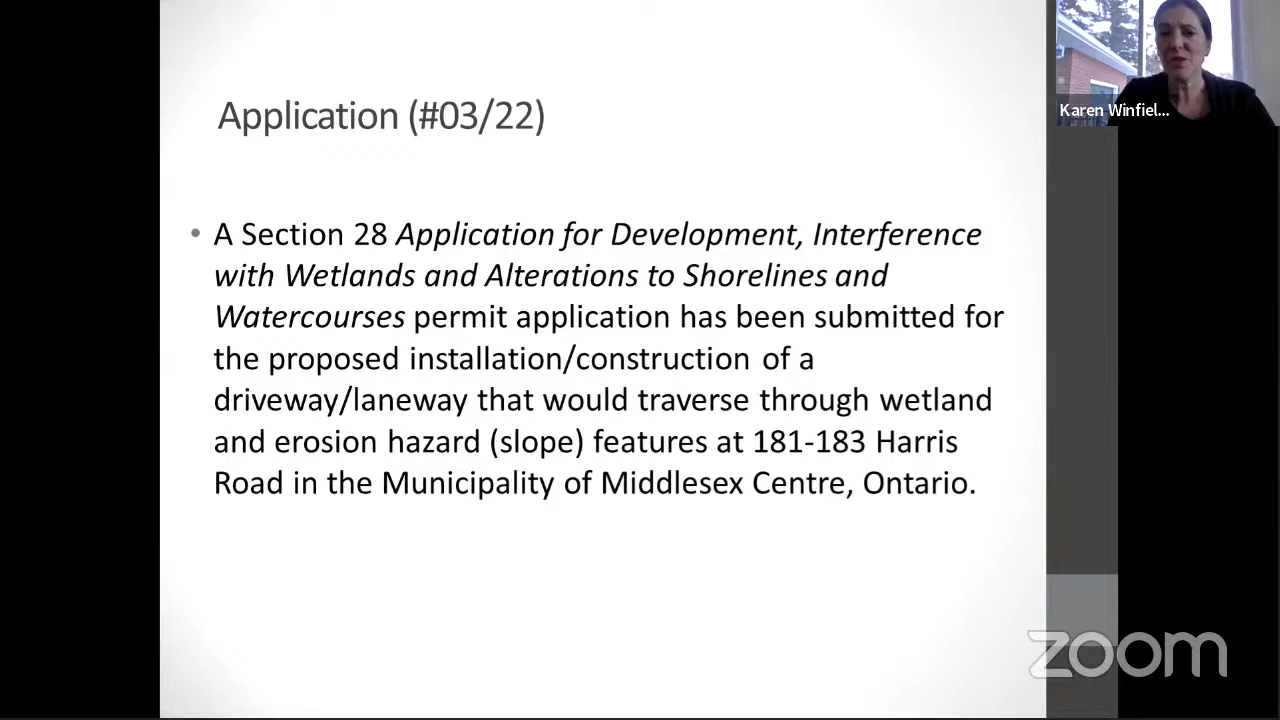 Application (#03/22)
Karen Winfiel...
• A Section 28 Application for Development, Interference
with Wetlands and Alterations to Shorelines and
Watercourses permit application has been submitted for
the proposed installation/construction of a
driveway/laneway that would traverse through wetland
and erosion hazard (slope) features at 181-183 Harris
Road in the Municipality of Middlesex Centre, Ontario.
zoom